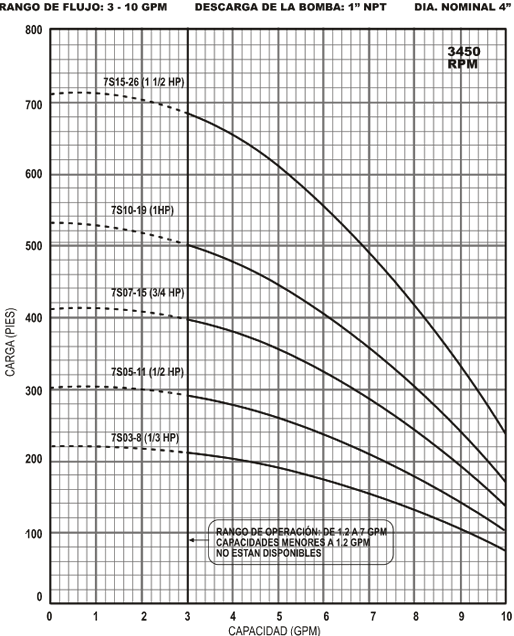 RANGO DE FLUJO: 3 - 10 GPM DESCARGA DE LA BOMBA: 1” NPT DIA. NOMINAL 4”
800
3450
RPM
7S15-26 (1 1/2 HP)
700
600
7S10-19 (1HP)
500
7S07-15 (3/4 HP)
400
CARGA (PIES)
7S05-11 (1/2 HP)
300
7S03-8 (1/3 HP)
200
RANGO DE OPERACIÓN: DE 1.2 A 7 GPM
CAPACIDADES MENORES A 1.2 GPM
NO ESTAN DISPONIBLES
100
0
0 1 2 3 4 5 6 7 8 9 10
CAPACIDAD (GPM)